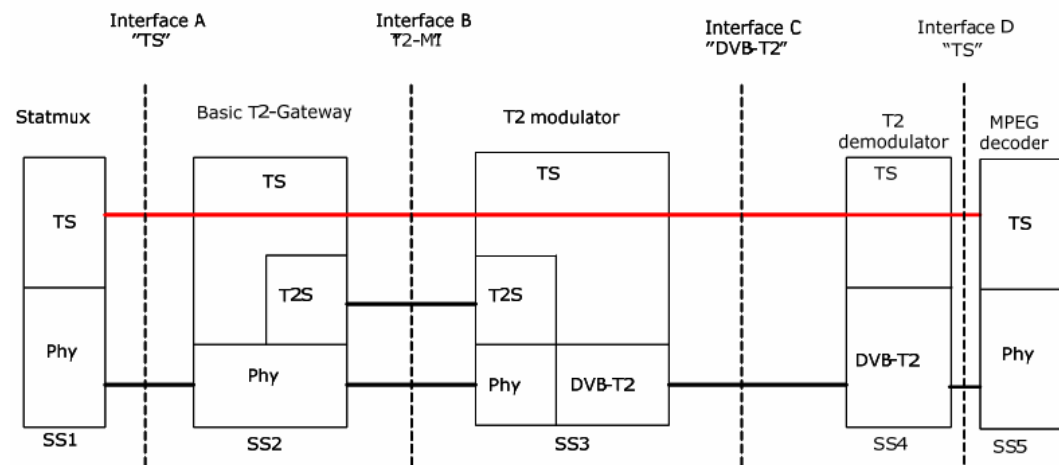 Interface A
"TS"
Interface B
"T2-MI"
Interface C
"DVB-T2"
Interface D
"TS"
Statmux
Basic T2-Gateway
T2 modulator
T2
demodulator
MPEG
decoder
TS
TS
TS
TS
TS
T2S
T2S
Phy
Phy
Phy
DVB-T2
DVB-T2
Phy
SS1
SS2
SS3
SS4
SS5